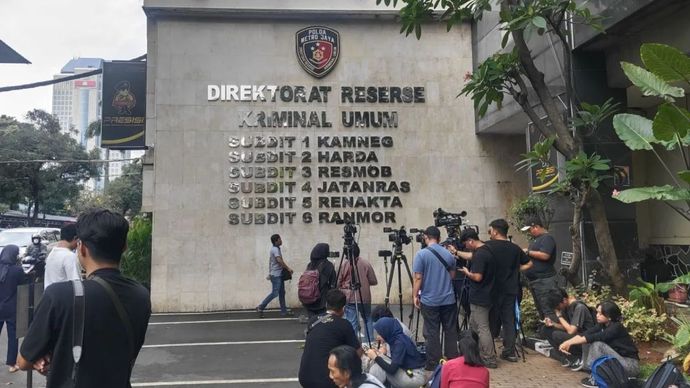 POLDA
METRO JAYA
DIREKTORAT RESERSE
KRIMINAL UMUM
SUBDIT 1 KAMNEG
SUBDIT 2 HARDA
SUBDIT 3 RESMOB
SUBDIT 4 JATANRAS
SUBDIT 5 RENAKTA
SUBDIT 6 RANMOR
PRESISI